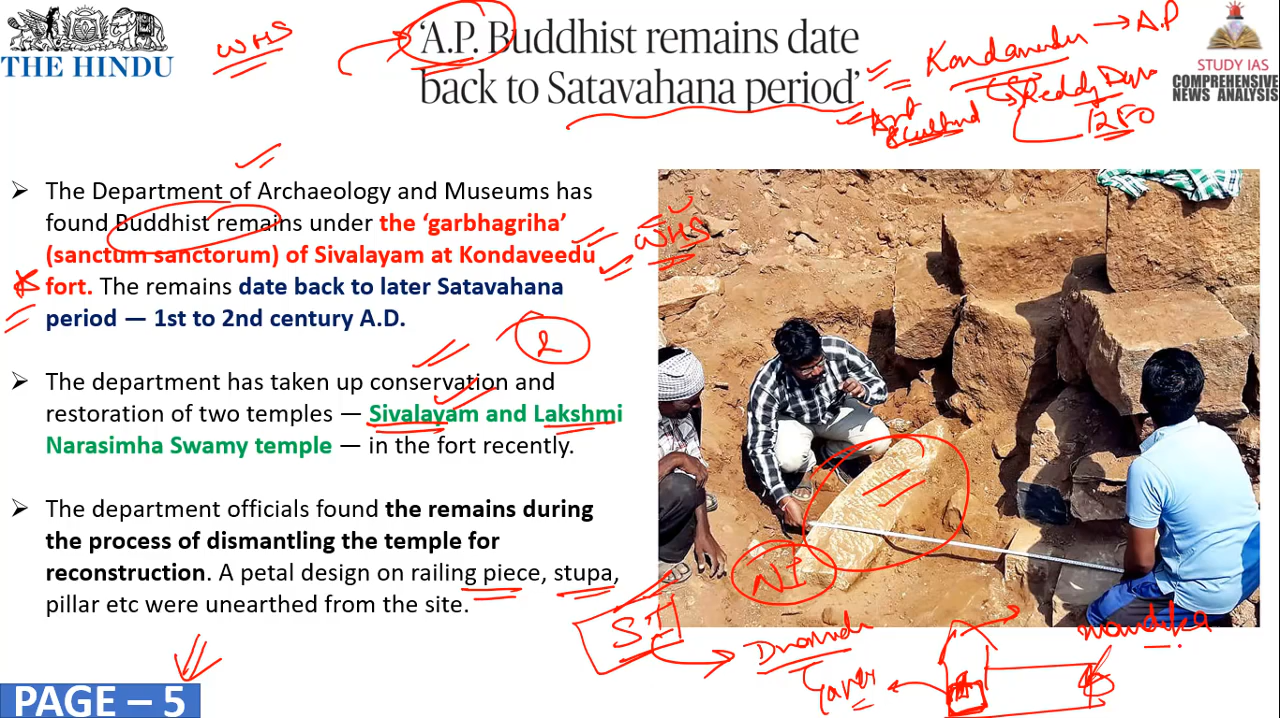 THE HINDU
WHS
‘A.P. Buddhist remains date
back to Satavahana period’
Kondaveedu → A.P
Reddy Dyn
1250
Art
& Culture
STUDY IAS
COMPREHENSIVE
NEWS ANALYSIS
➢ The Department of Archaeology and Museums has
found Buddhist remains under the ‘garbhagriha’
(sanctum sanctorum) of Sivalayam at Kondaveedu
fort. The remains date back to later Satavahana
period — 1st to 2nd century A.D.
WHS
2
➢ The department has taken up conservation and
restoration of two temples — Sivalayam and Lakshmi
Narasimha Swamy temple — in the fort recently.
➢ The department officials found the remains during
the process of dismantling the temple for
reconstruction. A petal design on railing piece, stupa,
pillar etc were unearthed from the site.
NI
SI
PAGE – 5